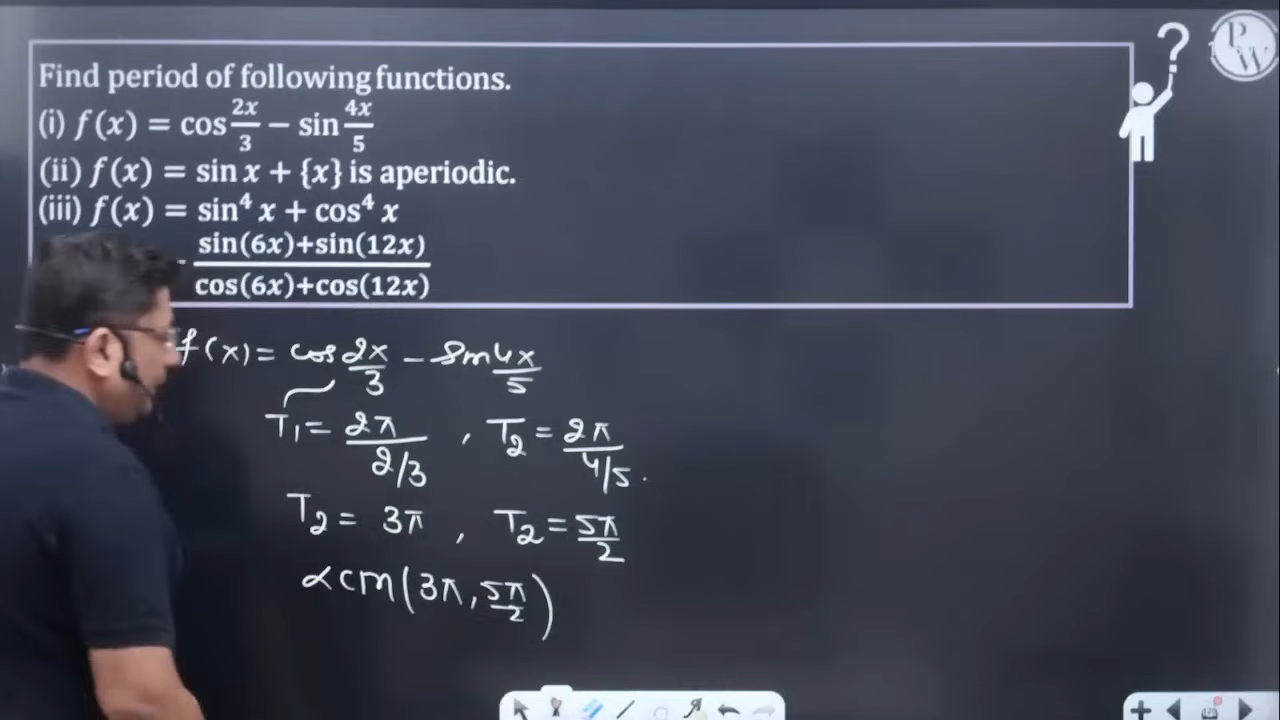 Find period of following functions.
(i) f(x) = cos 2x/3 − sin 4x/5
(ii) f(x) = sin x + {x} is aperiodic.
(iii) f(x) = sin⁴ x + cos⁴ x
sin(6x)+sin(12x)/cos(6x)+cos(12x)
f(x) = cos 2x/3 − sin 4x/5
T₁ = 2π/2/3 , T₂ = 2π/4/5.
T₂ = 3π , T₂ = 5π/2
LCM(3π, 5π/2)
?
P
W